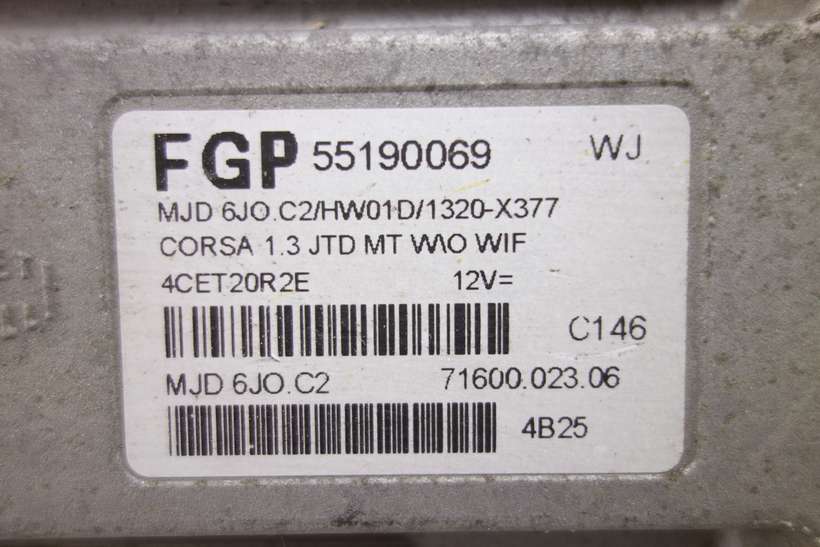 FGP 55190069 WJ
MJD 6JO.C2/HW01D/1320-X377
CORSA 1.3 JTD MT W\O WIF
4CET20R2E 12V=
C146
MJD 6JO.C2 71600.023.06
4B25